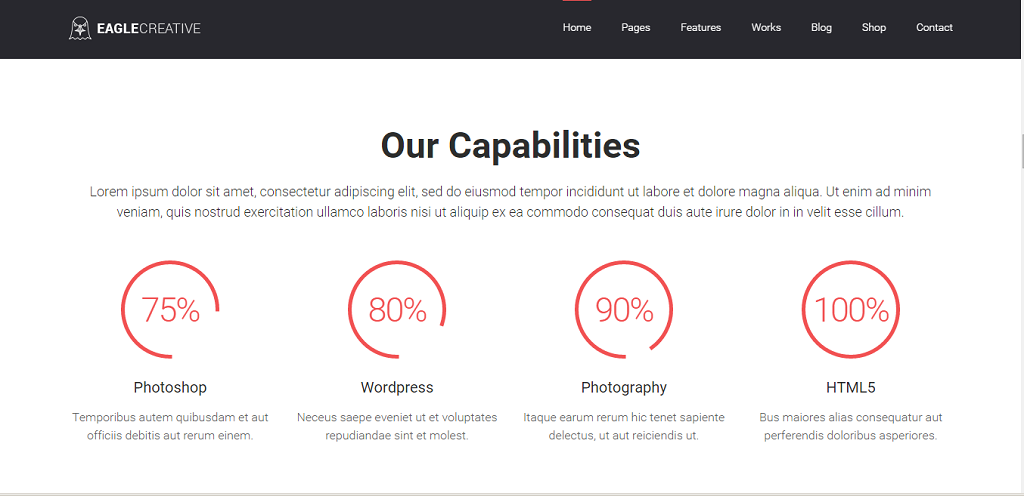 EAGLECREATIVE
Home Pages Features Works Blog Shop Contact
Our Capabilities
Lorem ipsum dolor sit amet, consectetur adipiscing elit, sed do eiusmod tempor incididunt ut labore et dolore magna aliqua. Ut enim ad minim
veniam, quis nostrud exercitation ullamco laboris nisi ut aliquip ex ea commodo consequat duis aute irure dolor in in velit esse cillum.
75%
Photoshop
Temporibus autem quibusdam et aut
officiis debitis aut rerum einem.
80%
Wordpress
Neceus saepe eveniet ut et voluptates
repudiandae sint et molest.
90%
Photography
Itaque earum rerum hic tenet sapiente
delectus, ut aut reiciendis ut.
100%
HTML5
Bus maiores alias consequatur aut
perferendis doloribus asperiores.